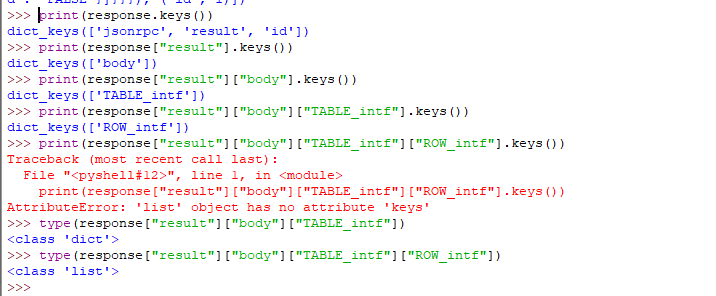 >>> print(response.keys())
dict_keys(['jsonrpc', 'result', 'id'])
>>> print(response["result"].keys())
dict_keys(['body'])
>>> print(response["result"]["body"].keys())
dict_keys(['TABLE_intf'])
>>> print(response["result"]["body"]["TABLE_intf"].keys())
dict_keys(['ROW_intf'])
>>> print(response["result"]["body"]["TABLE_intf"]["ROW_intf"].keys())
Traceback (most recent call last):
  File "<pyshell#12>", line 1, in <module>
    print(response["result"]["body"]["TABLE_intf"]["ROW_intf"].keys())
AttributeError: 'list' object has no attribute 'keys'
>>> type(response["result"]["body"]["TABLE_intf"])
<class 'dict'>
>>> type(response["result"]["body"]["TABLE_intf"]["ROW_intf"])
<class 'list'>
>>>